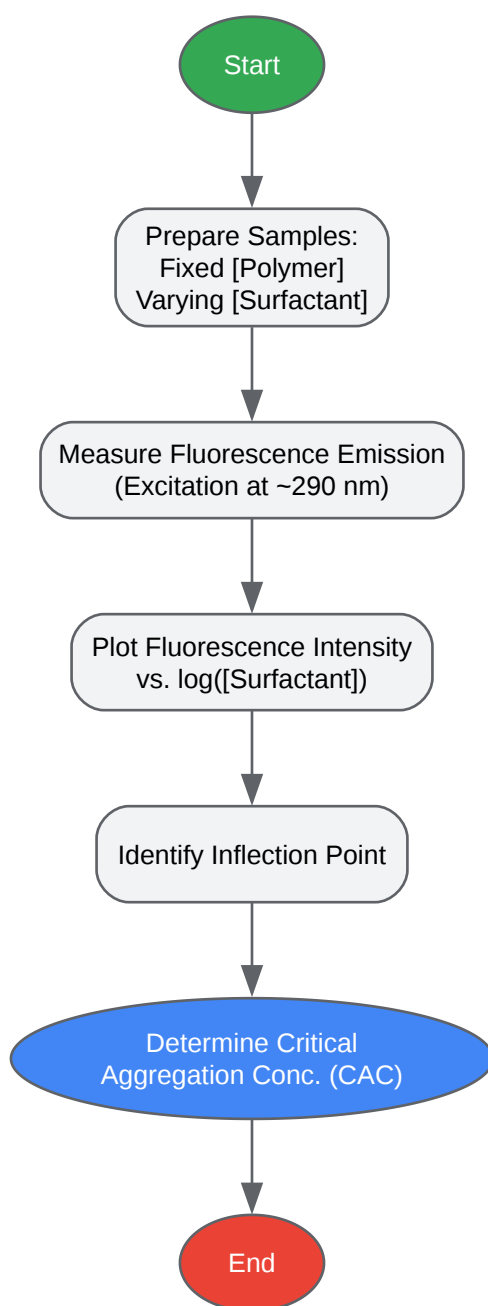 Start
Prepare Samples:
Fixed [Polymer]
Varying [Surfactant]
Measure Fluorescence Emission
(Excitation at ~290 nm)
Plot Fluorescence Intensity
vs. log([Surfactant])
Identify Inflection Point
Determine Critical
Aggregation Conc. (CAC)
End